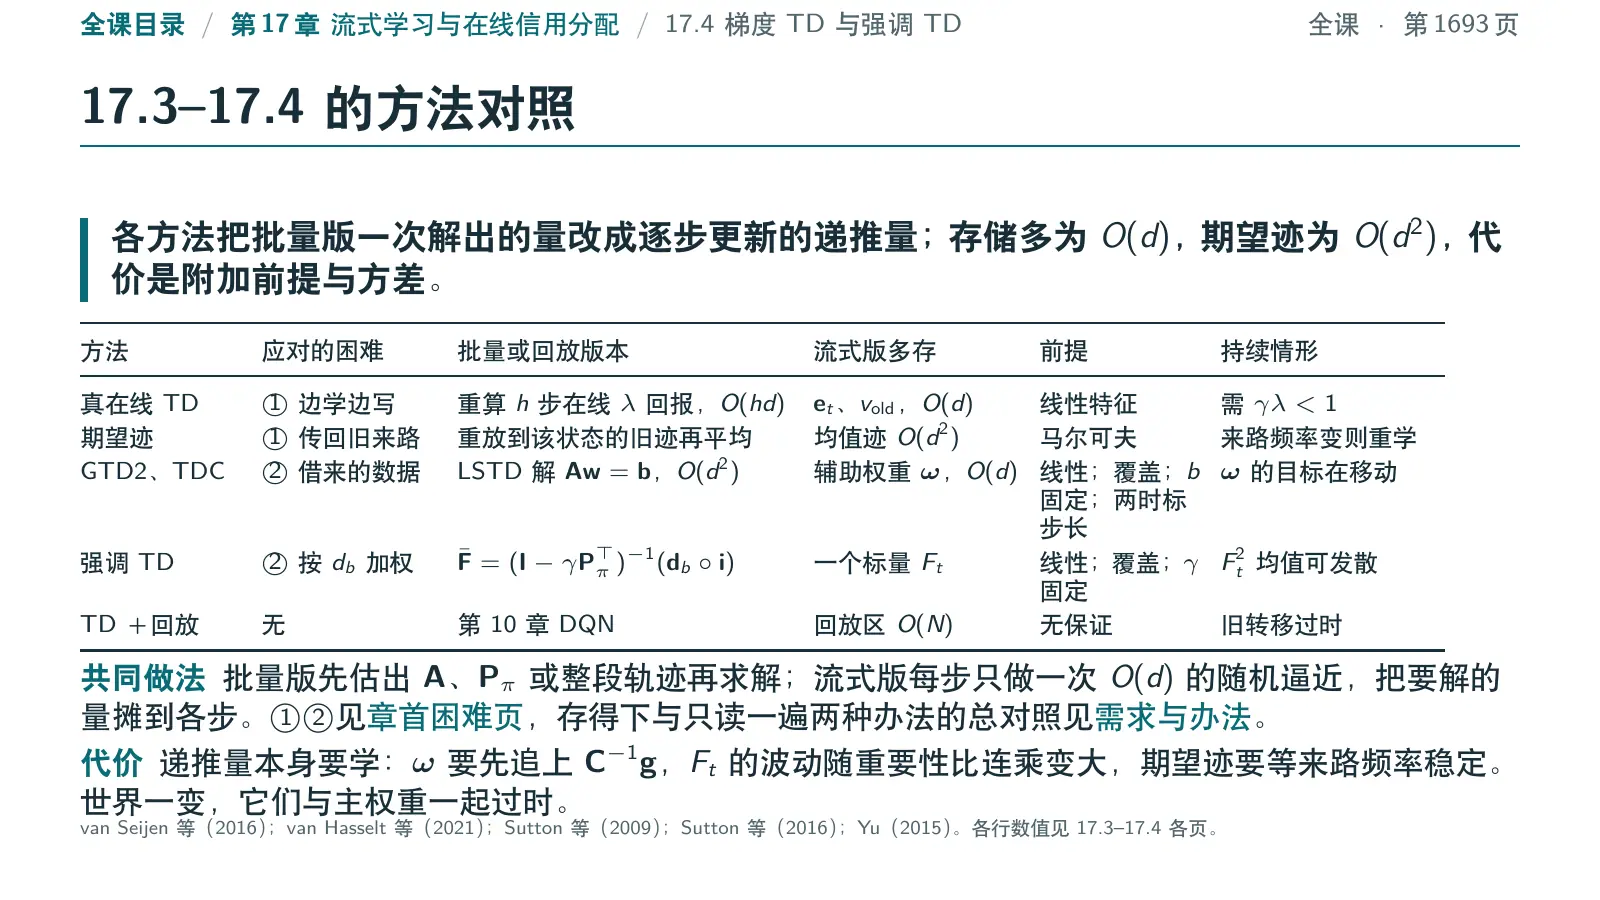 全课目录 / 第 17 章 流式学习与在线信用分配 / 17.4 梯度 TD 与强调 TD 全课 · 第 1693 页
17.3–17.4 的方法对照
各方法把批量版一次解出的量改成逐步更新的递推量；存储多为 O(d)，期望迹为 O(d²)，代
价是附加前提与方差。
方法 应对的困难 批量或回放版本 流式版多存 前提 持续情形
真在线 TD ① 边学边写 重算 h 步在线 λ 回报，O(hd) e_t、v_old，O(d) 线性特征 需 γλ < 1
期望迹 ① 传回旧来路 重放到该状态的旧迹再平均 均值迹 O(d²) 马尔可夫 来路频率变则重学
GTD2、TDC ② 借来的数据 LSTD 解 Aw = b，O(d²) 辅助权重 ω，O(d) 线性；覆盖；b ω 的目标在移动
固定；两时标
步长
强调 TD ② 按 d_b 加权 F̄ = (I − γP_π^⊤)⁻¹(d_b ∘ i) 一个标量 F_t 线性；覆盖；γ F_t² 均值可发散
固定
TD +回放 无 第 10 章 DQN 回放区 O(N) 无保证 旧转移过时
共同做法 批量版先估出 A、P_π 或整段轨迹再求解；流式版每步只做一次 O(d) 的随机逼近，把要解的
量摊到各步。①②见章首困难页，存得下与只读一遍两种办法的总对照见需求与办法。
代价 递推量本身要学：ω 要先追上 C⁻¹g，F_t 的波动随重要性比连乘变大，期望迹要等来路频率稳定。
世界一变，它们与主权重一起过时。
van Seijen 等（2016）；van Hasselt 等（2021）；Sutton 等（2009）；Sutton 等（2016）；Yu（2015）。各行数值见 17.3–17.4 各页。